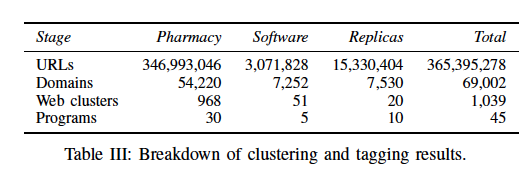 Stage Pharmacy Software Replicas Total
URLs 346,993,046 3,071,828 15,330,404 365,395,278
Domains 54,220 7,252 7,530 69,002
Web clusters 968 51 20 1,039
Programs 30 5 10 45
Table III: Breakdown of clustering and tagging results.